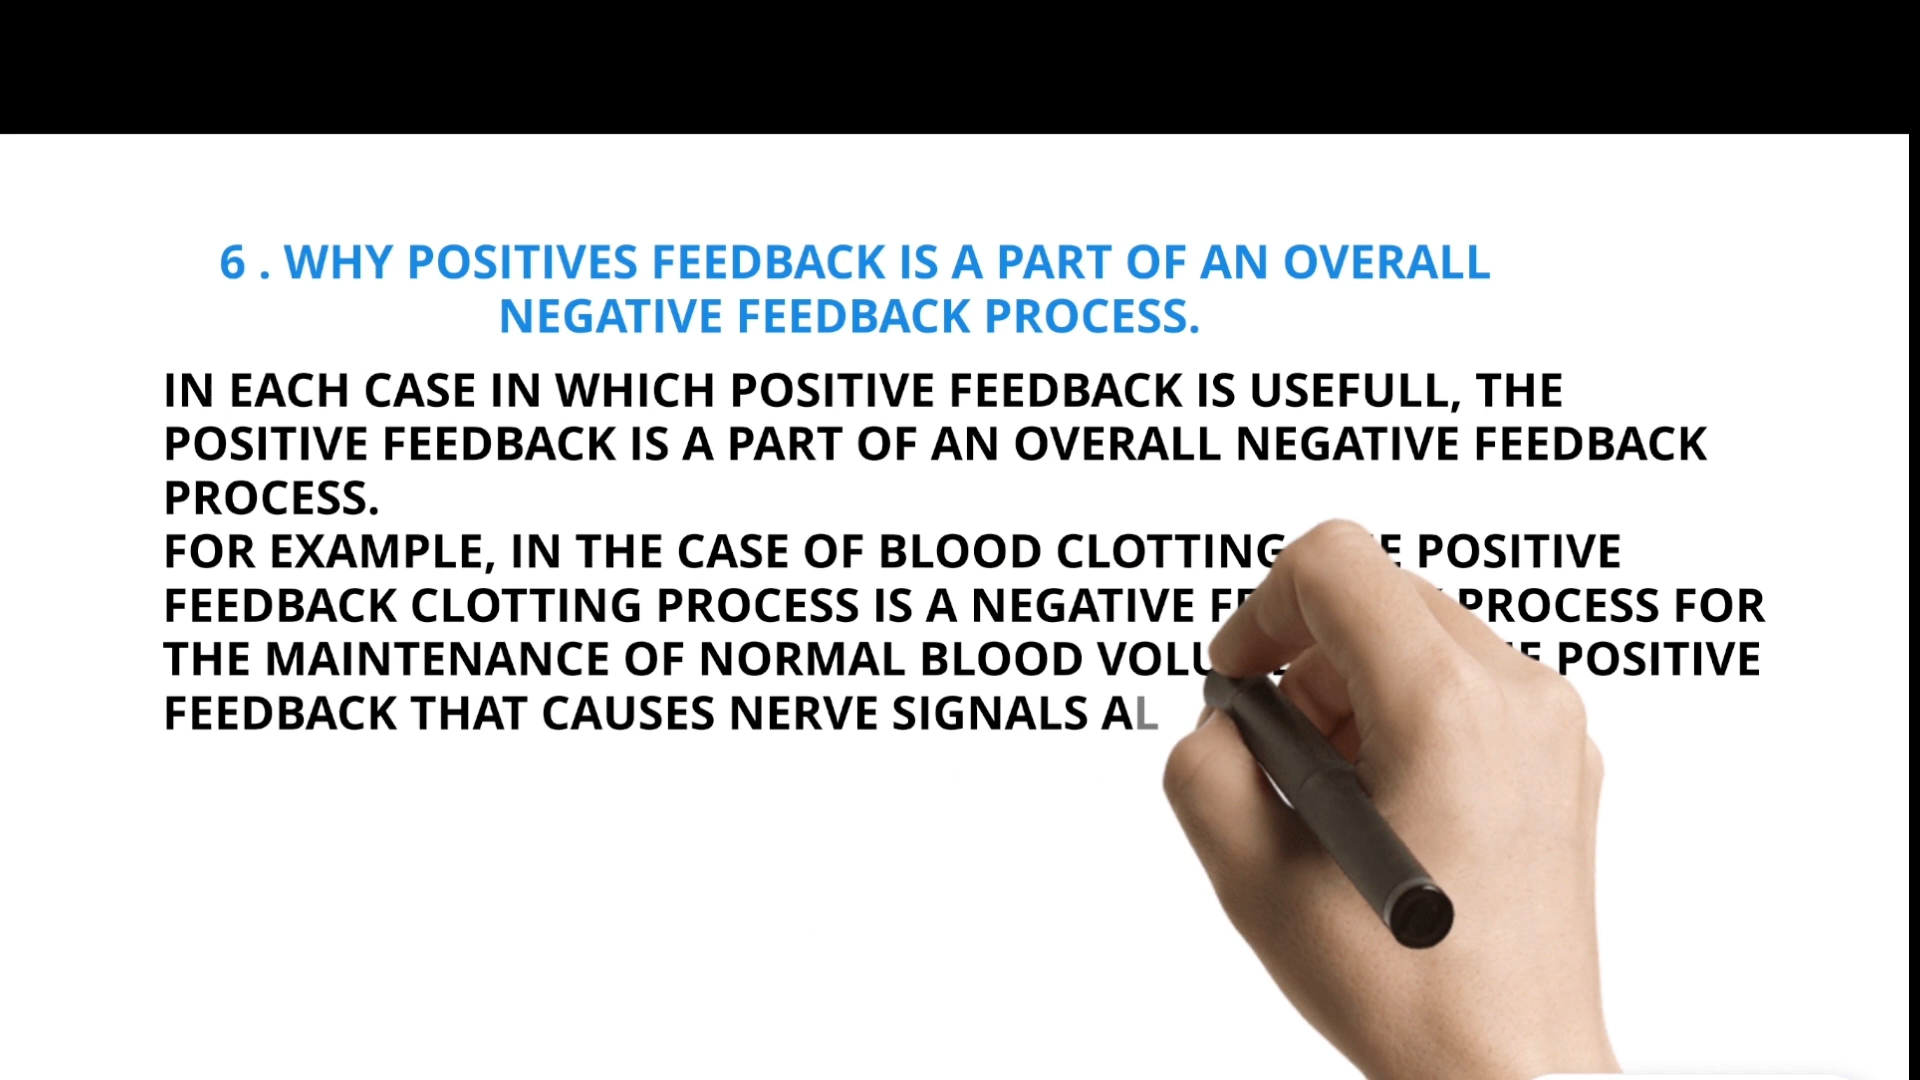 6 . WHY POSITIVES FEEDBACK IS A PART OF AN OVERALL
NEGATIVE FEEDBACK PROCESS.
IN EACH CASE IN WHICH POSITIVE FEEDBACK IS USEFULL, THE
POSITIVE FEEDBACK IS A PART OF AN OVERALL NEGATIVE FEEDBACK
PROCESS.
FOR EXAMPLE, IN THE CASE OF BLOOD CLOTTING POSITIVE
FEEDBACK CLOTTING PROCESS IS A NEGATIVE PROCESS FOR
THE MAINTENANCE OF NORMAL BLOOD POSITIVE
FEEDBACK THAT CAUSES NERVE SIGNALS AL